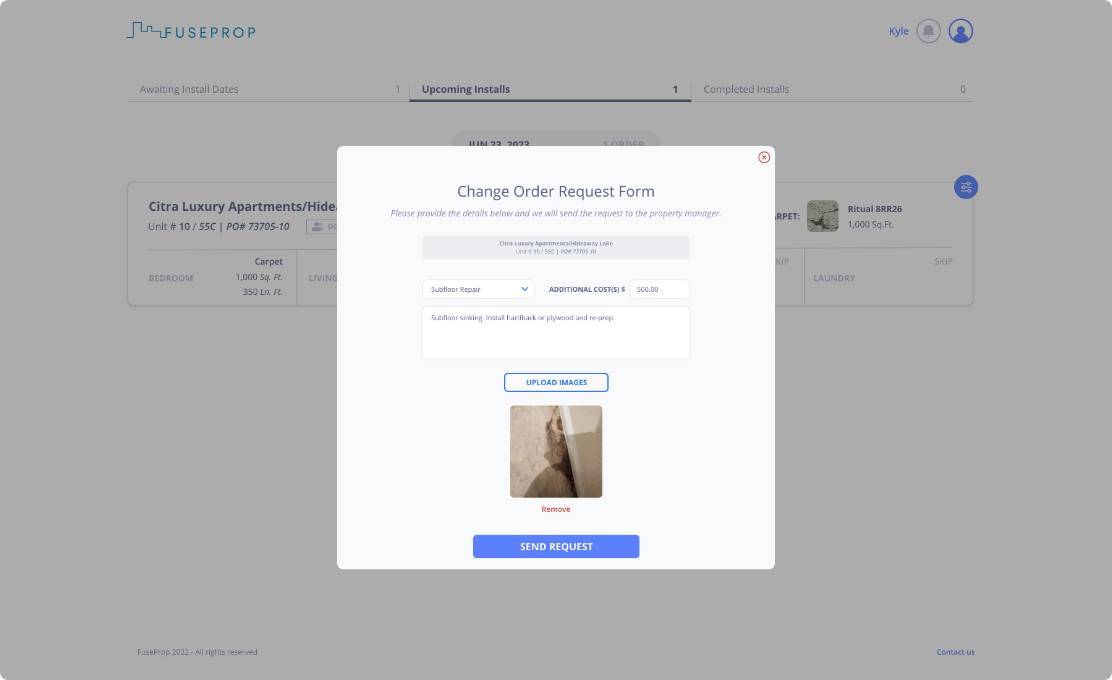 FUSEPROP
Kyle
Awaiting Install Dates 1
Upcoming Installs 1
Completed Installs 0
JUN 23, 2023 1 ORDER
Citra Luxury Apartments/Hidea
Unit # 10 / 55C | PO# 73705-10
Ritual 8RR26
1,000 Sq.Ft.
Carpet
BEDROOM
1,000 Sq. Ft.
350 Ln. Ft.
LIVING
LAUNDRY
SKIP
Change Order Request Form
Please provide the details below and we will send the request to the property manager.
Citra Luxury Apartments/Hideaway Lake
Unit # 10 / 55C | PO# 73705-10
Subfloor Repair
ADDITIONAL COST(S) $ 500.00
Subfloor sinking. Install hardback or plywood and re-prep.
UPLOAD IMAGES
Remove
SEND REQUEST
FuseProp 2022 - All rights reserved
Contact us